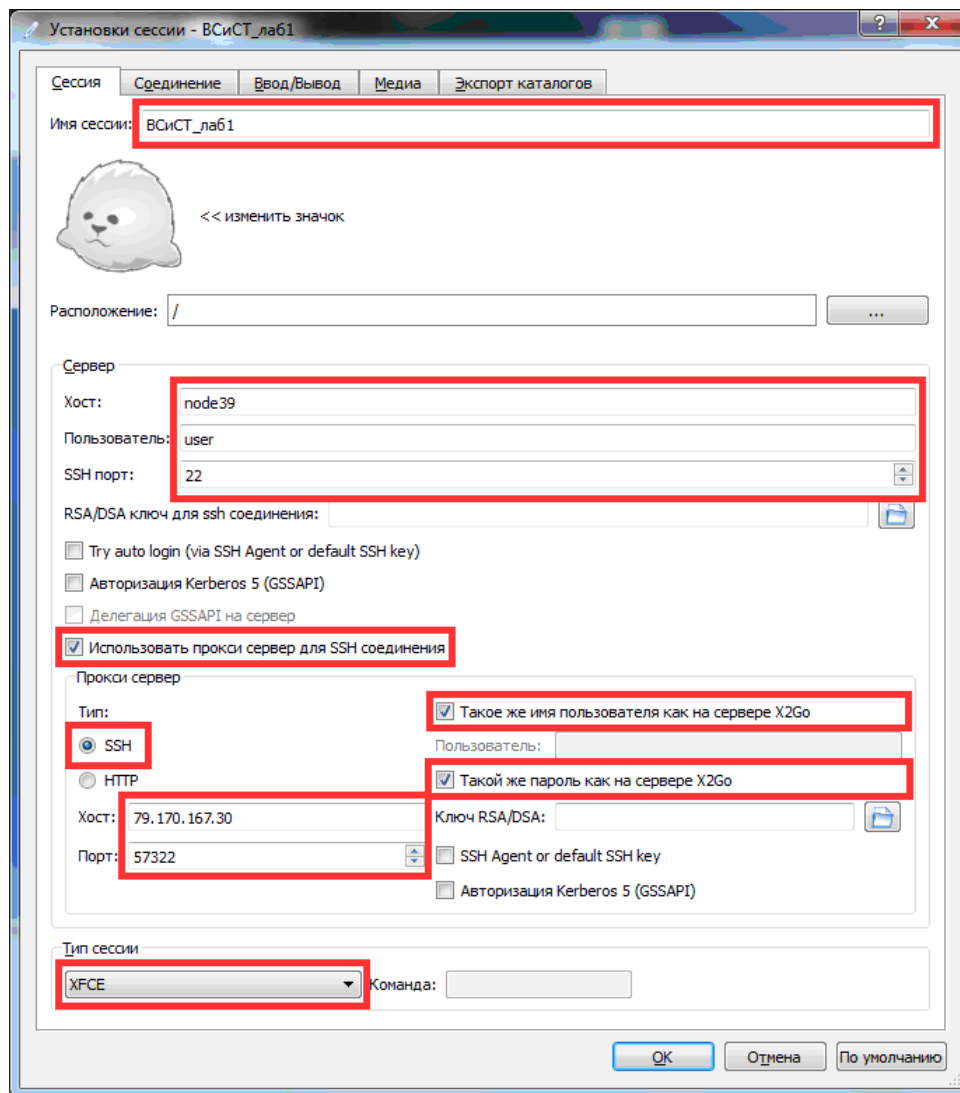 Установки сессии - ВСиСТ_лаб1
?
X
Сессия Соединение Ввод/Вывод Медиа Экспорт каталогов
Имя сессии: ВСиСТ_лаб1
<< изменить значок
Расположение: / ...
Сервер
Хост: node39
Пользователь: user
SSH порт: 22
RSA/DSA ключ для ssh соединения:
Try auto login (via SSH Agent or default SSH key)
Авторизация Kerberos 5 (GSSAPI)
Делегация GSSAPI на сервер
Использовать прокси сервер для SSH соединения
Прокси сервер
Тип: Такое же имя пользователя как на сервере X2Go
SSH Пользователь:
HTTP Такой же пароль как на сервере X2Go
Хост: 79.170.167.30 Ключ RSA/DSA:
Порт: 57322 SSH Agent or default SSH key
Авторизация Kerberos 5 (GSSAPI)
Тип сессии
XFCE Команда:
OK Отмена По умолчанию